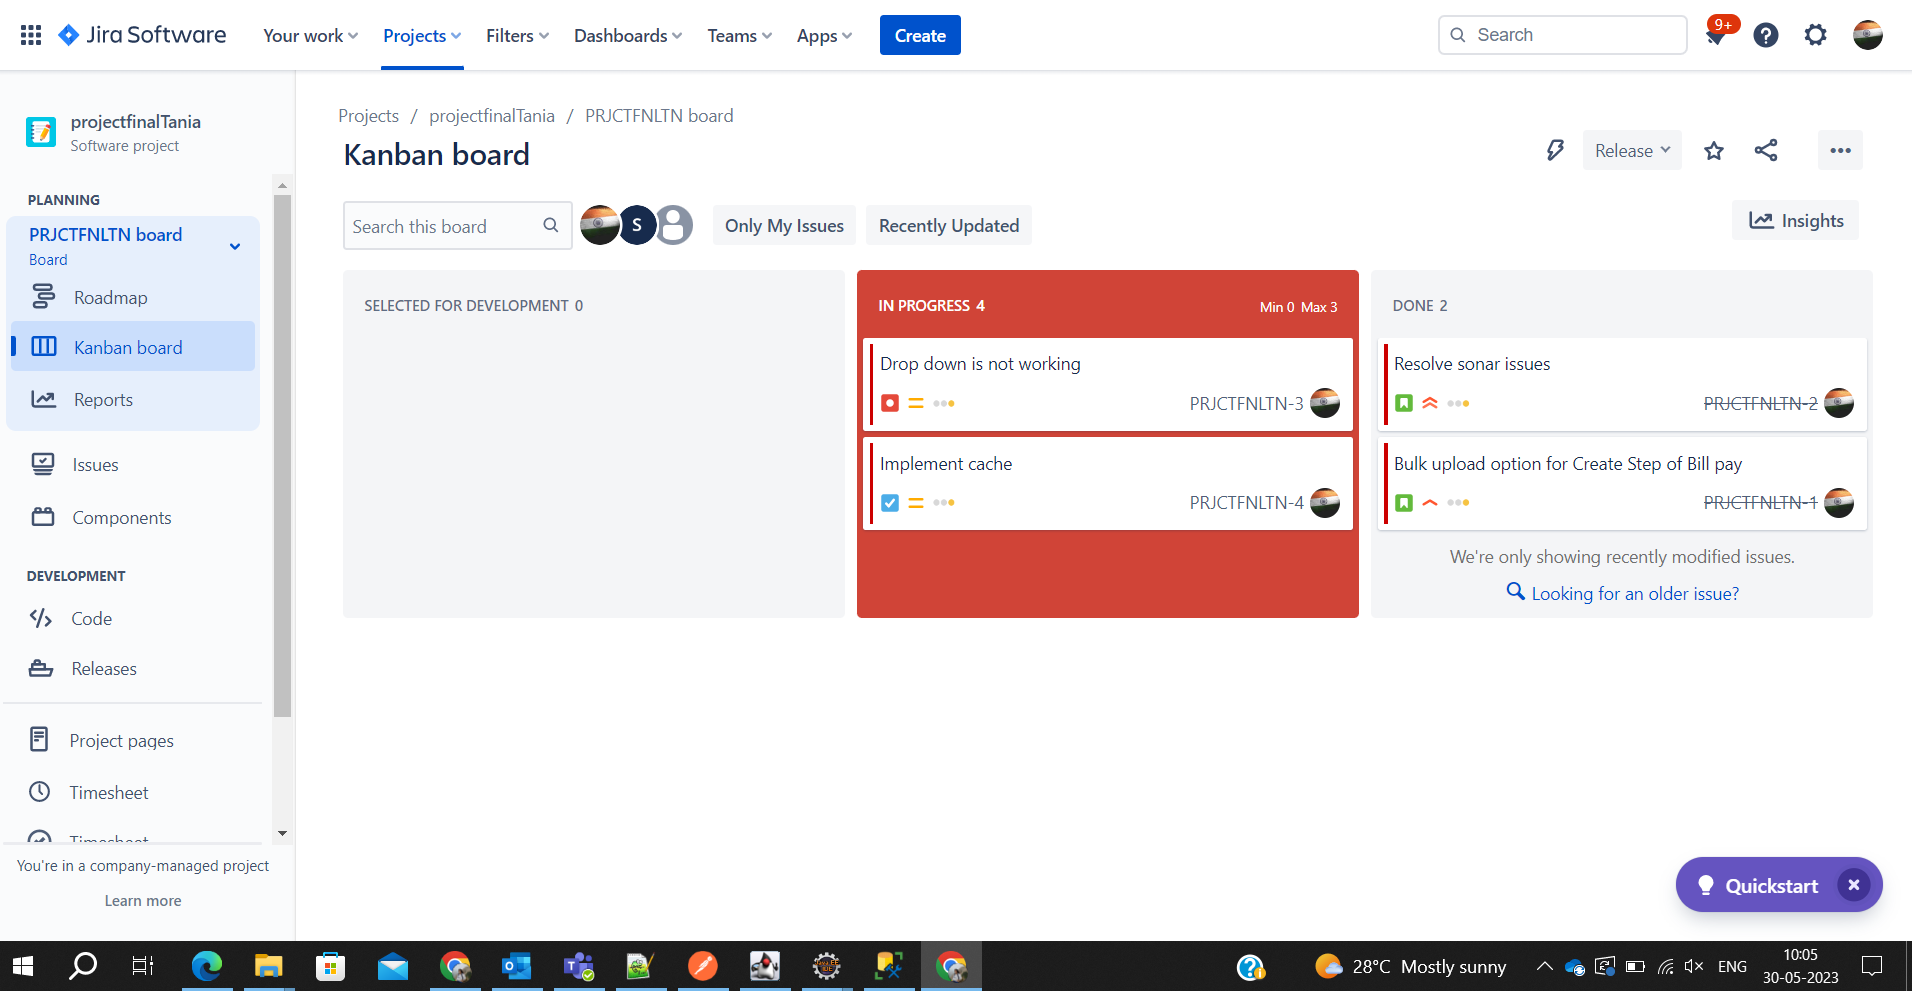 Jira Software
Your work
Projects
Filters
Dashboards
Teams
Apps
Create
Search
9+
projectfinalTania
Software project
PLANNING
PRJCTFNLTN board
Board
Roadmap
Kanban board
Reports
Issues
Components
DEVELOPMENT
Code
Releases
Project pages
Timesheet
Timesheet
You're in a company-managed project
Learn more
Projects / projectfinalTania / PRJCTFNLTN board
Kanban board
Release
Search this board
S
Only My Issues
Recently Updated
Insights
SELECTED FOR DEVELOPMENT 0
IN PROGRESS 4
Min 0 Max 3
Drop down is not working
PRJCTFNLTN-3
Implement cache
PRJCTFNLTN-4
DONE 2
Resolve sonar issues
PRJCTFNLTN-2
Bulk upload option for Create Step of Bill pay
PRJCTFNLTN-1
We're only showing recently modified issues.
Looking for an older issue?
Quickstart
28°C Mostly sunny
ENG
10:05
30-05-2023